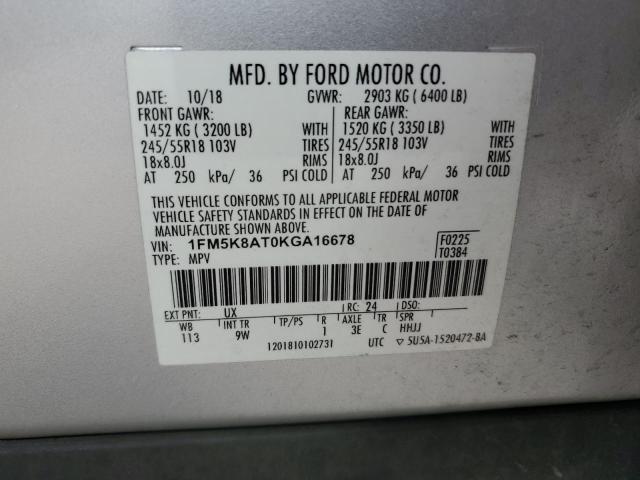 MFD. BY FORD MOTOR CO.
DATE: 10/18 GVWR: 2903 KG ( 6400 LB)
FRONT GAWR: REAR GAWR:
1452 KG ( 3200 LB) WITH 1520 KG ( 3350 LB) WITH
245/55R18 103V TIRES 245/55R18 103V TIRES
18x8.0J RIMS 18x8.0J RIMS
AT 250 kPa/ 36 PSI COLD AT 250 kPa/ 36 PSI COLD
THIS VEHICLE CONFORMS TO ALL APPLICABLE FEDERAL MOTOR
VEHICLE SAFETY STANDARDS IN EFFECT ON THE DATE OF
MANUFACTURE SHOWN ABOVE.
VIN: 1FM5K8AT0KGA16678 F0225
TYPE: MPV T0384
EXT PNT: UX RC: 24 DSO:
WB INT TR TP/PS R AXLE TR SPR
113 9W 1 3E C HHJJ
1201810102731 UTC ▽ 5U5A-1520472-BA